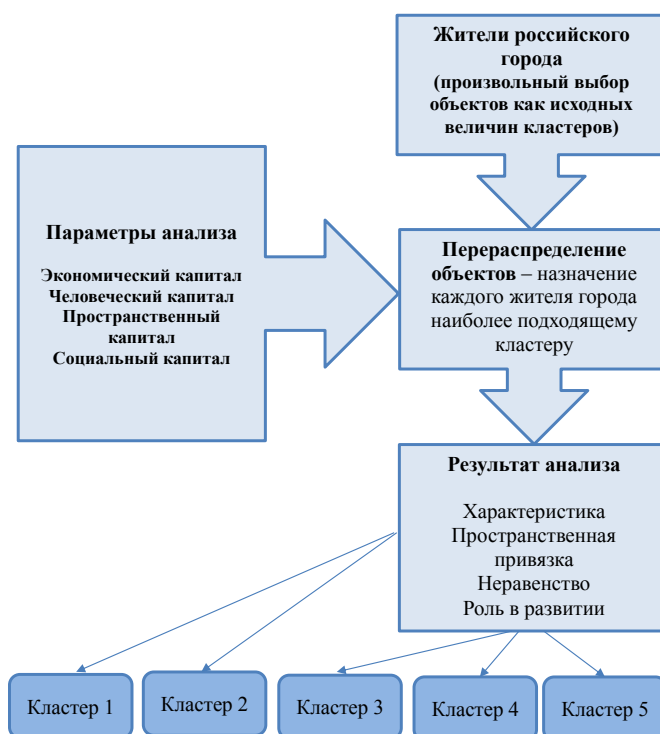 Жители российского
города
(произвольный выбор
объектов как исходных
величин кластеров)
Параметры анализа
Экономический капитал
Человеческий капитал
Пространственный
капитал
Социальный капитал
Перераспределение
объектов – назначение
каждого жителя города
наиболее подходящему
кластеру
Результат анализа
Характеристика
Пространственная
привязка
Неравенство
Роль в развитии
Кластер 1
Кластер 2
Кластер 3
Кластер 4
Кластер 5